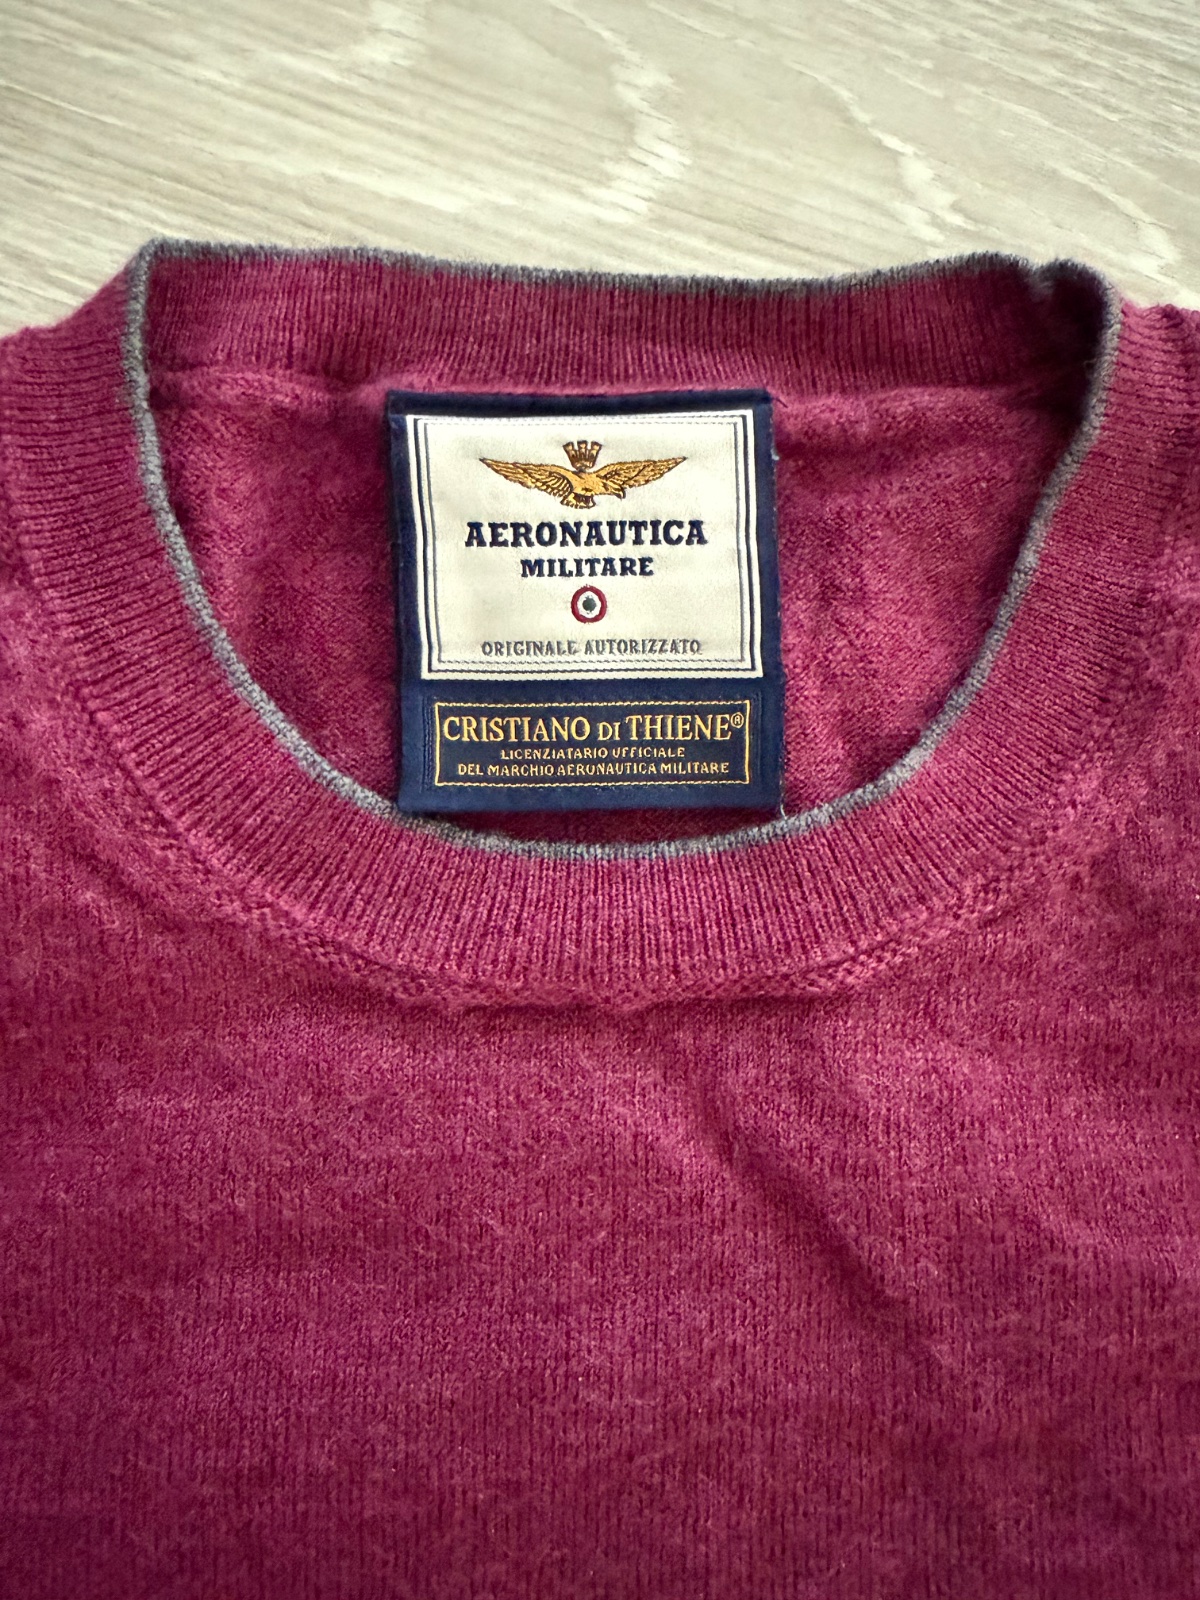 AERONAUTICA
MILITARE
ORIGINALE AUTORIZZATO
CRISTIANO DI THIENE®
LICENZIATARIO UFFICIALE
DEL MARCHIO AERONAUTICA MILITARE